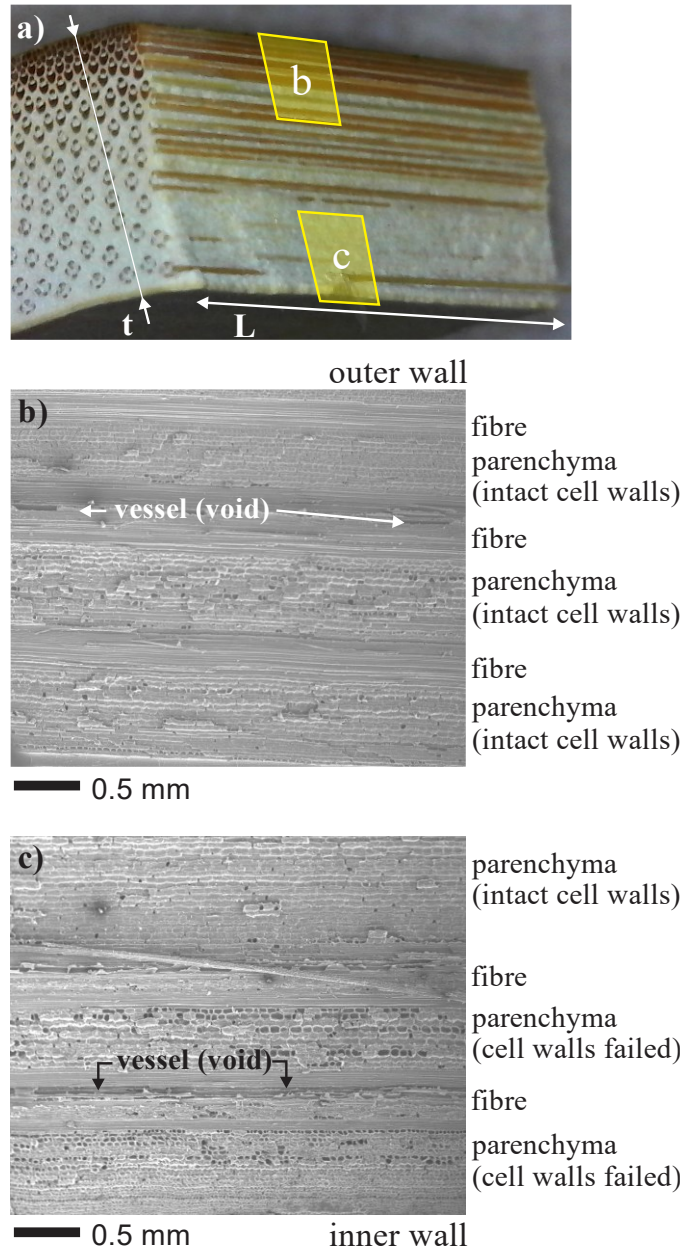 a)
b
c
t
L
outer wall
b)
fibre
parenchyma
(intact cell walls)
vessel (void)
fibre
parenchyma
(intact cell walls)
fibre
parenchyma
(intact cell walls)
0.5 mm
c)
parenchyma
(intact cell walls)
fibre
parenchyma
(cell walls failed)
vessel (void)
fibre
parenchyma
(cell walls failed)
0.5 mm
inner wall